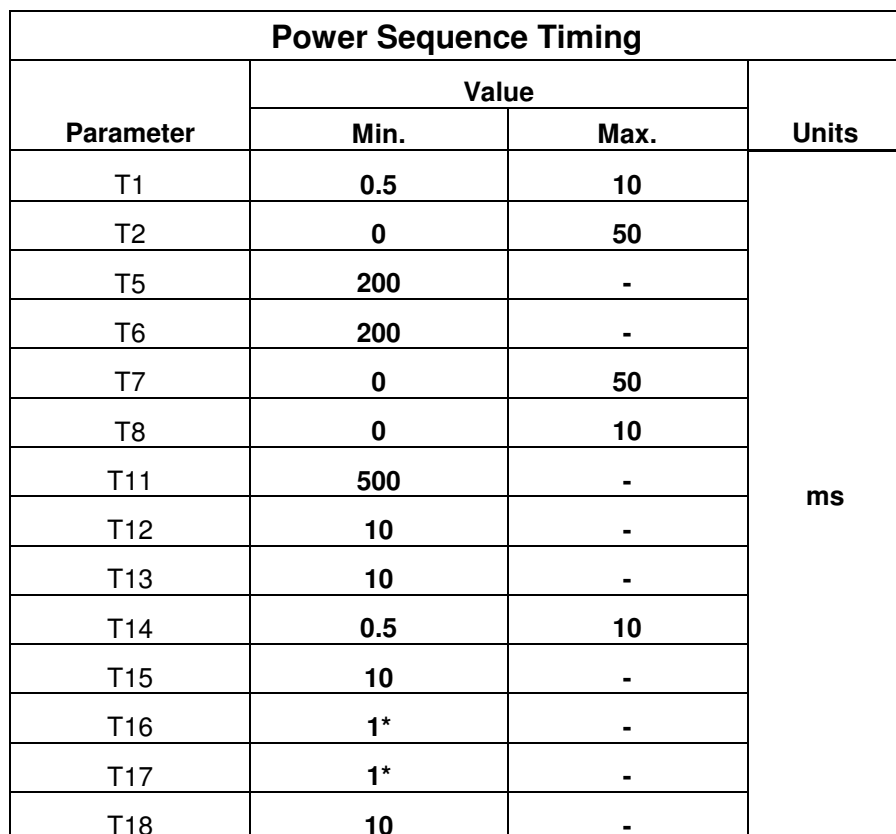 Power Sequence Timing
Parameter Value Units
Min. Max.
T1 0.5 10
T2 0 50
T5 200 -
T6 200 -
T7 0 50
T8 0 10
T11 500 -
ms
T12 10 -
T13 10 -
T14 0.5 10
T15 10 -
T16 1* -
T17 1* -
T18 10 -